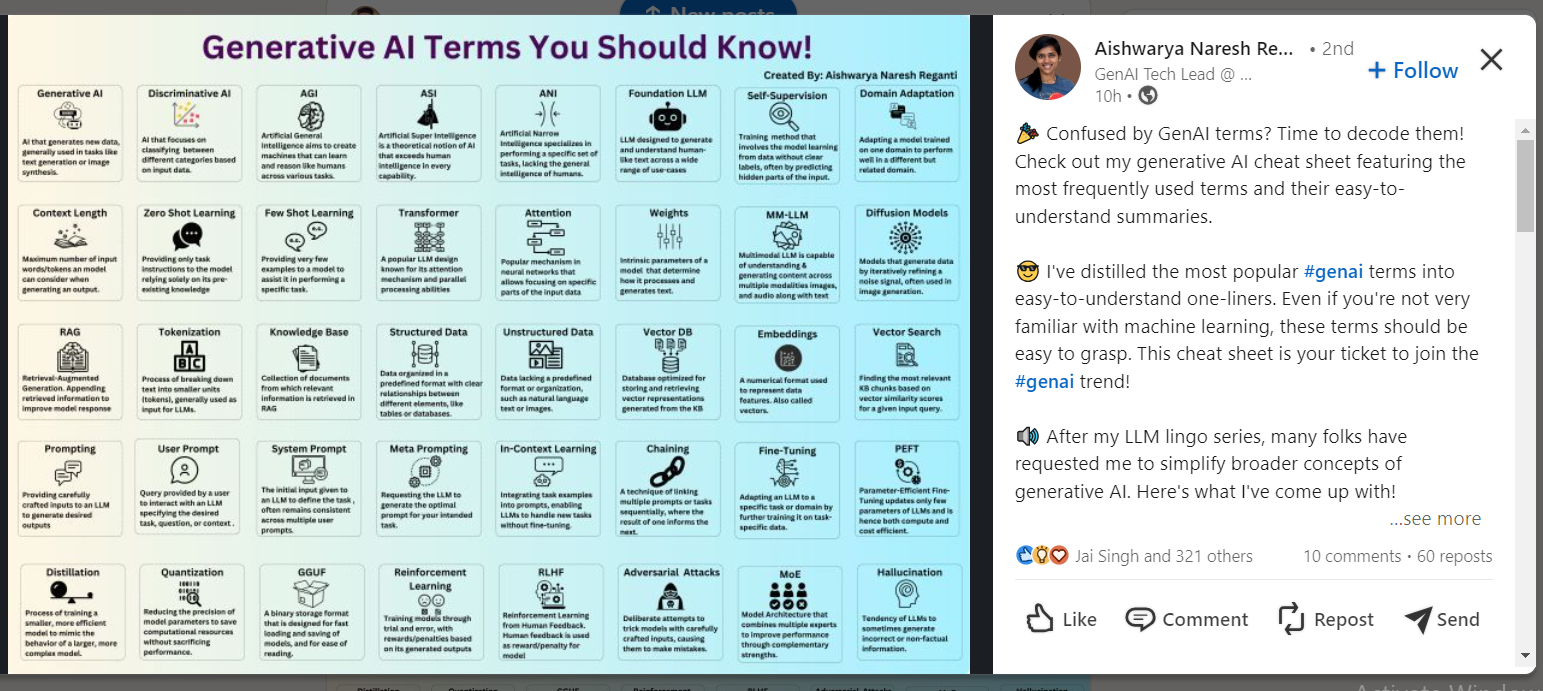 New posts
Generative AI Terms You Should Know!
Created By: Aishwarya Naresh Reganti
Generative AI
AI that generates new data,
generally used in tasks like
text generation or image
synthesis.
Discriminative AI
AI that focuses on
classifying between
different categories based
on input data.
AGI
Artificial General
Intelligence aims to create
machines that can learn
and reason like humans
across various tasks.
ASI
Artificial Super Intelligence
is a theoretical notion of AI
that exceeds human
intelligence in every
capability.
ANI
Artificial Narrow
Intelligence specializes in
performing a specific set of
tasks, lacking the general
intelligence of humans.
Foundation LLM
LLM designed to generate
and understand human-
like text across a wide
range of use-cases
Self-Supervision
Training method that
involves the model learning
from data without clear
labels, often by predicting
hidden parts of the input.
Domain Adaptation
Adapting a model trained
on one domain to perform
well in a different but
related domain.
Context Length
Maximum number of input
words/tokens an model
can consider when
generating an output.
Zero Shot Learning
Providing only task
instructions to the model
relying solely on its pre-
existing knowledge
Few Shot Learning
Providing very few
examples to a model to
assist it in performing a
specific task.
Transformer
A popular LLM design
known for its attention
mechanism and parallel
processing abilities
Attention
Popular mechanism in
neural networks that
allows focusing on specific
parts of the input data
Weights
Intrinsic parameters of a
model that determine
how it processes and
generates text.
MM-LLM
Multimodal LLM is capable
of understanding &
generating content across
multiple modalities images,
and audio along with text
Diffusion Models
Models that generate data
by iteratively refining a
noise signal, often used in
image generation.
RAG
Retrieval-Augmented
Generation. Appending
retrieved information to
improve model response
Tokenization
A
B C
Process of breaking down
text into smaller units
(tokens), generally used as
input for LLMs.
Knowledge Base
Collection of documents
from which relevant
information is retrieved in
RAG
Structured Data
Data organized in a
predefined format with clear
relationships between
different elements, like
tables or databases.
Unstructured Data
Data lacking a predefined
format or organization,
such as natural language
text or images.
Vector DB
Database optimized for
storing and retrieving
vector representations
generated from the KB
Embeddings
A numerical format used
to represent data
features. Also called
vectors.
Vector Search
Finding the most relevant
KB chunks based on
vector similarity scores
for a given input query.
Prompting
Providing carefully
crafted inputs to an LLM
to generate desired
outputs
User Prompt
Query provided by a user
to interact with an LLM
specifying the desired
task, question, or context .
System Prompt
The initial input given to
an LLM to define the task ,
often remains consistent
across multiple user
prompts.
Meta Prompting
Requesting the LLM to
generate the optimal
prompt for your intended
task.
In-Context Learning
Integrating task examples
into prompts, enabling
LLMs to handle new tasks
without fine-tuning.
Chaining
A technique of linking
multiple prompts or tasks
sequentially, where the
result of one informs the
next.
Fine-Tuning
Adapting an LLM to a
specific task or domain by
further training it on task-
specific data.
PEFT
Parameter-Efficient Fine-
Tuning updates only few
parameters of LLMs and is
hence both compute and
cost efficient.
Distillation
Process of training a
smaller, more efficient
model to mimic the
behavior of a larger, more
complex model.
Quantization
Reducing the precision of
model parameters to save
computational resources
without sacrificing
performance.
GGUF
A binary storage format
that is designed for fast
loading and saving of
models, and for ease of
reading.
Reinforcement
Learning
Training models through
trial and error, with
rewards/penalties based
on its generated outputs
RLHF
Reinforcement Learning
from Human Feedback.
Human feedback is used
as reward/penalty for
model
Adversarial Attacks
Deliberate attempts to
trick models with carefully
crafted inputs, causing
them to make mistakes.
MoE
Model Architecture that
combines multiple experts
to improve performance
through complementary
strengths.
Hallucination
Tendency of LLMs to
sometimes generate
incorrect or non-factual
information.
Aishwarya Naresh Re... • 2nd
GenAI Tech Lead @ ...
10h •
+ Follow
🎉 Confused by GenAI terms? Time to decode them!
Check out my generative AI cheat sheet featuring the
most frequently used terms and their easy-to-
understand summaries.
😎 I've distilled the most popular #genai terms into
easy-to-understand one-liners. Even if you're not very
familiar with machine learning, these terms should be
easy to grasp. This cheat sheet is your ticket to join the
#genai trend!
🔊 After my LLM lingo series, many folks have
requested me to simplify broader concepts of
generative AI. Here's what I've come up with!
...see more
Jai Singh and 321 others
10 comments • 60 reposts
Like
Comment
Repost
Send